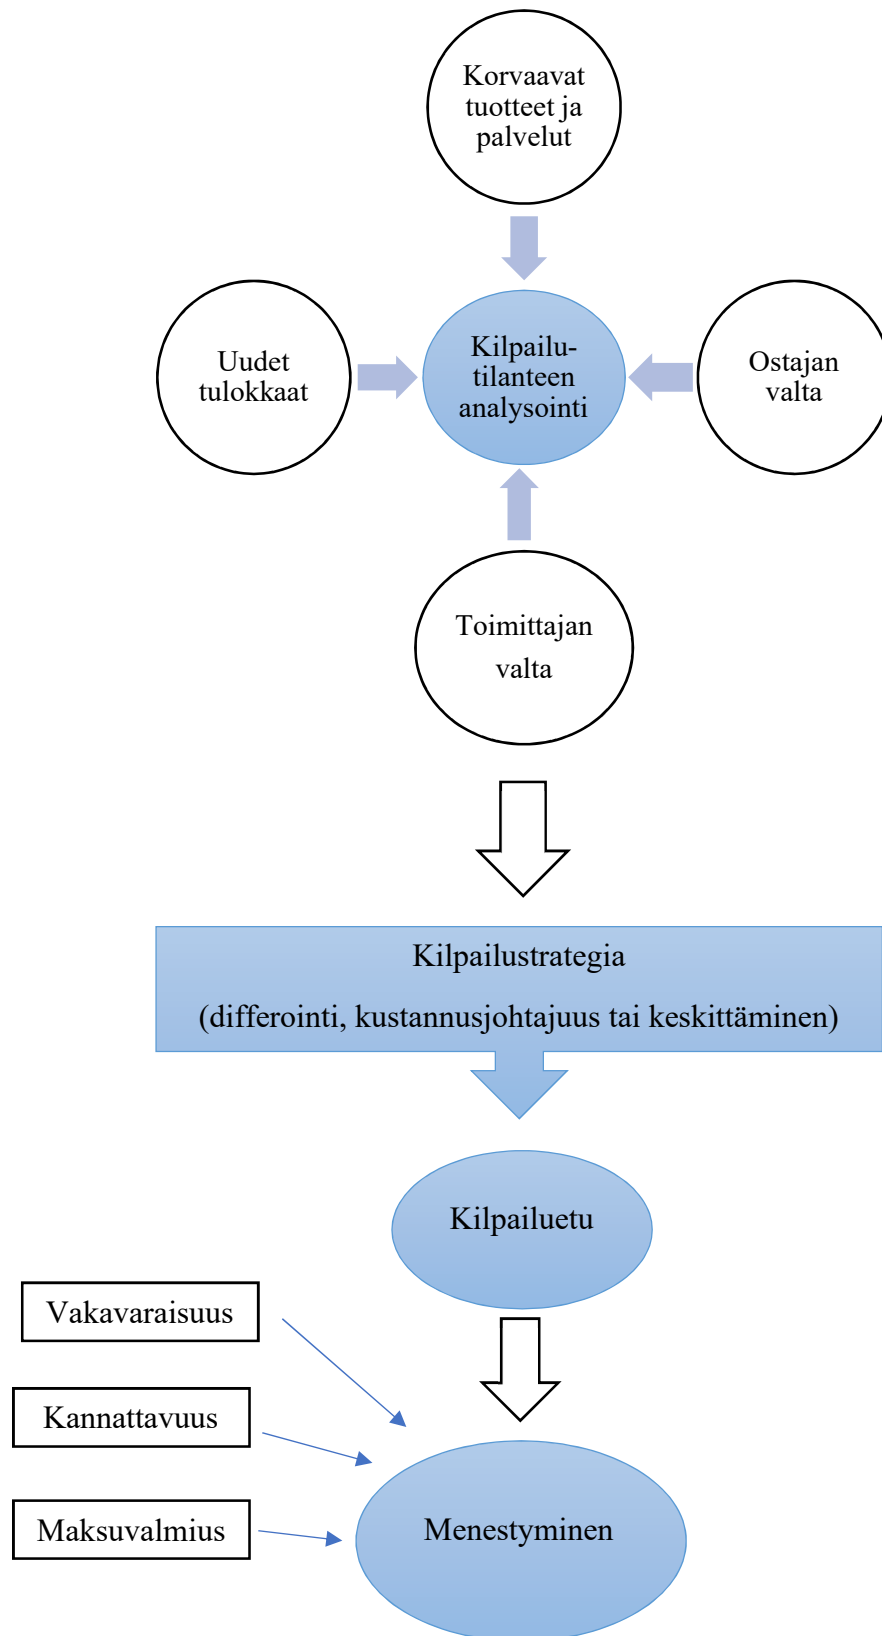 Korvaavat
tuotteet ja
palvelut
Uudet
tulokkaat
Kilpailu-
tilanteen
analysointi
Ostajan
valta
Toimittajan
valta
Kilpailustrategia
(differointi, kustannusjohtajuus tai keskittäminen)
Kilpailuetu
Vakavaraisuus
Kannattavuus
Maksuvalmius
Menestyminen